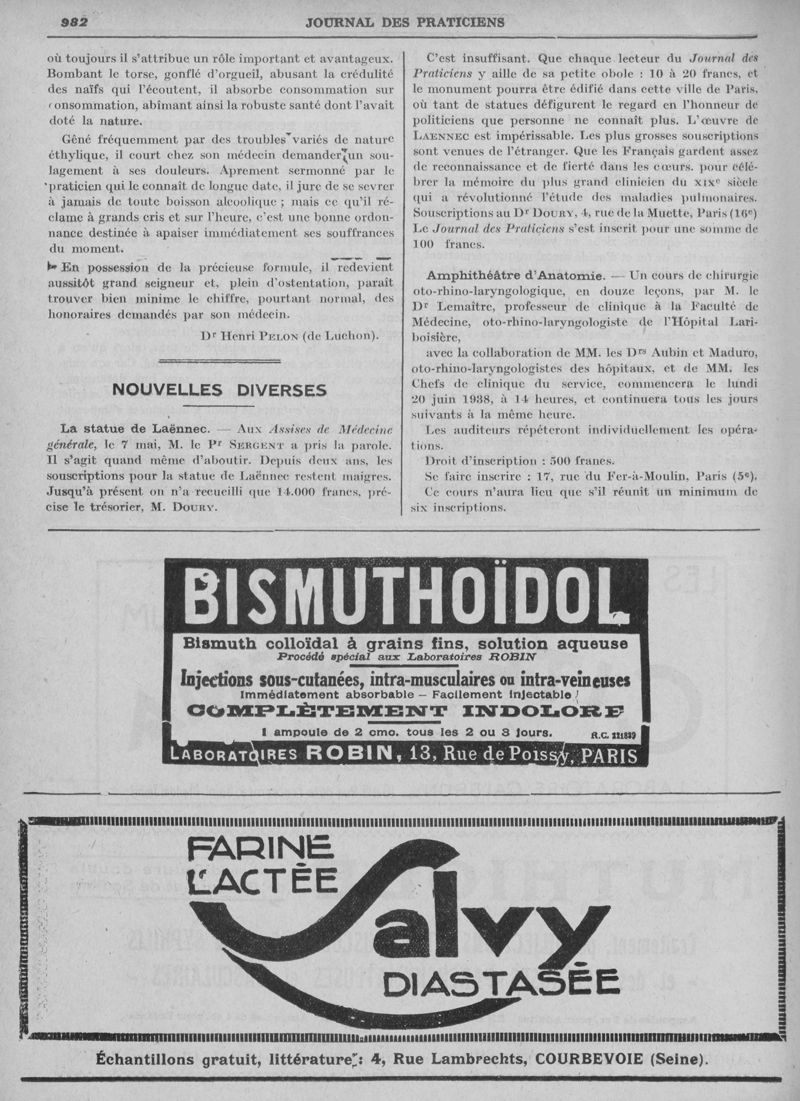 982
JOURNAL DES PRATICIENS
où toujours il s'attribue un rôle important et avantageux.
Bombant le torse, gonflé d'orgueil, abusant la crédulité
des naïfs qui l'écoutent, il absorbe consommation sur
consommation, abîmant ainsi la robuste santé dont l'avait
doté la nature.
Gêné fréquemment par des troubles variés de nature
éthylique, il court chez son médecin demander un sou-
lagement à ses douleurs. Aprement sermonné par le
praticien qui le connaît de longue date, il jure de se sevrer
à jamais de toute boisson alcoolique ; mais ce qu'il ré-
clame à grands cris et sur l'heure, c'est une bonne ordon-
nance destinée à apaiser immédiatement ses souffrances
du moment.
En possession de la précieuse formule, il redevient
aussitôt grand seigneur et, plein d'ostentation, paraît
trouver bien minime le chiffre, pourtant normal, des
honoraires demandés par son médecin.
Dr Henri PELON (de Luchon).
NOUVELLES DIVERSES
La statue de Laënnec. — Aux Assises de Médecine
générale, le 7 mai, M. le Pr SERGENT a pris la parole.
Il s'agit quand même d'aboutir. Depuis deux ans, les
souscriptions pour la statue de Laënnec restent maigres.
Jusqu'à présent on n'a recueilli que 14.000 francs, pré-
cise le trésorier, M. DOURY.
C'est insuffisant. Que chaque lecteur du Journal des
Praticiens y aille de sa petite obole : 10 à 20 francs, et
le monument pourra être édifié dans cette ville de Paris,
où tant de statues défigurent le regard en l'honneur de
politiciens que personne ne connaît plus. L'œuvre de
LAENNEC est impérissable. Les plus grosses souscriptions
sont venues de l'étranger. Que les Français gardent assez
de reconnaissance et de fierté dans les cœurs. pour célé-
brer la mémoire du plus grand clinicien du XIXe siècle
qui a révolutionné l'étude des maladies pulmonaires.
Souscriptions au Dr DOURY, 4, rue de la Muette, Paris (16e)
Le Journal des Praticiens s'est inscrit pour une somme de
100 francs.
Amphithéâtre d'Anatomie. — Un cours de chirurgie
oto-rhino-laryngologique, en douze leçons, par M. le
Dr Lemaître, professeur de clinique à la Faculté de
Médecine, oto-rhino-laryngologiste de l'Hôpital Lari-
boisière,
avec la collaboration de MM. les Drs Aubin et Maduro,
oto-rhino-laryngologistes des hôpitaux, et de MM. les
Chefs de clinique du service, commencera le lundi
20 juin 1938, à 14 heures, et continuera tous les jours
suivants à la même heure.
Les auditeurs répéteront individuellement les opéra-
tions.
Droit d'inscription : 500 francs.
Se faire inscrire : 17, rue du Fer-à-Moulin, Paris (5e).
Ce cours n'aura lieu que s'il réunit un minimum de
six inscriptions.
BISMUTHOÏDOL
Bismuth colloïdal à grains fins, solution aqueuse
Procédé spécial aux Laboratoires ROBIN
Injections sous-cutanées, intra-musculaires ou intra-veineuses
Immédiatement absorbable — Facilement injectable
COMPLÈTEMENT INDOLORE
1 ampoule de 2 cmc. tous les 2 ou 3 jours.
R.C. 221839
LABORATOIRES ROBIN, 13, Rue de Poissy, PARIS
FARINE
LACTÉE
Salvy
DIASTASÉE
Échantillons gratuit, littérature : 4, Rue Lambrechts, COURBEVOIE (Seine).